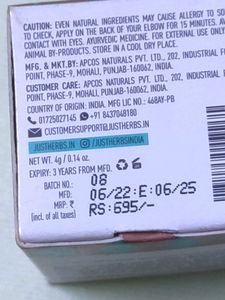 CAUTION: EVEN NATURAL INGREDIENTS MAY CAUSE ALLERGY TO SO
TO CHECK, APPLY ON THE BACK OF YOUR ELBOW FOR 15 MINUTES. AV
CONTACT WITH EYES. AYURVEDIC MEDICINE. FOR EXTERNAL USE ONLY
ANIMAL BY-PRODUCTS. STORE IN A COOL DRY PLACE.
MFG. & MKT.BY: APCOS NATURALS PVT. LTD., 202, INDUSTRIAL F
POINT, PHASE-9, MOHALI, PUNJAB-160062, INDIA.
CUSTOMER CARE: APCOS NATURALS PVT. LTD., 202, INDUSTRIAL
POINT, PHASE-9, MOHALI, PUNJAB-160062, INDIA.
COUNTRY OF ORIGIN: INDIA. MFG LIC NO.: 468AY-PB
01725027145 +91 8437048180
CUSTOMERSUPPORT@JUSTHERBS.IN
JUSTHERBS.IN JUSTHERBSINDIA
NET WT. 4g / 0.14 oz.
EXPIRY: 3 YEARS FROM MFD.
BATCH NO.: 08
MFD: 06/22:E:06/25
MRP: ₹ RS:695/-
(incl. of all taxes)